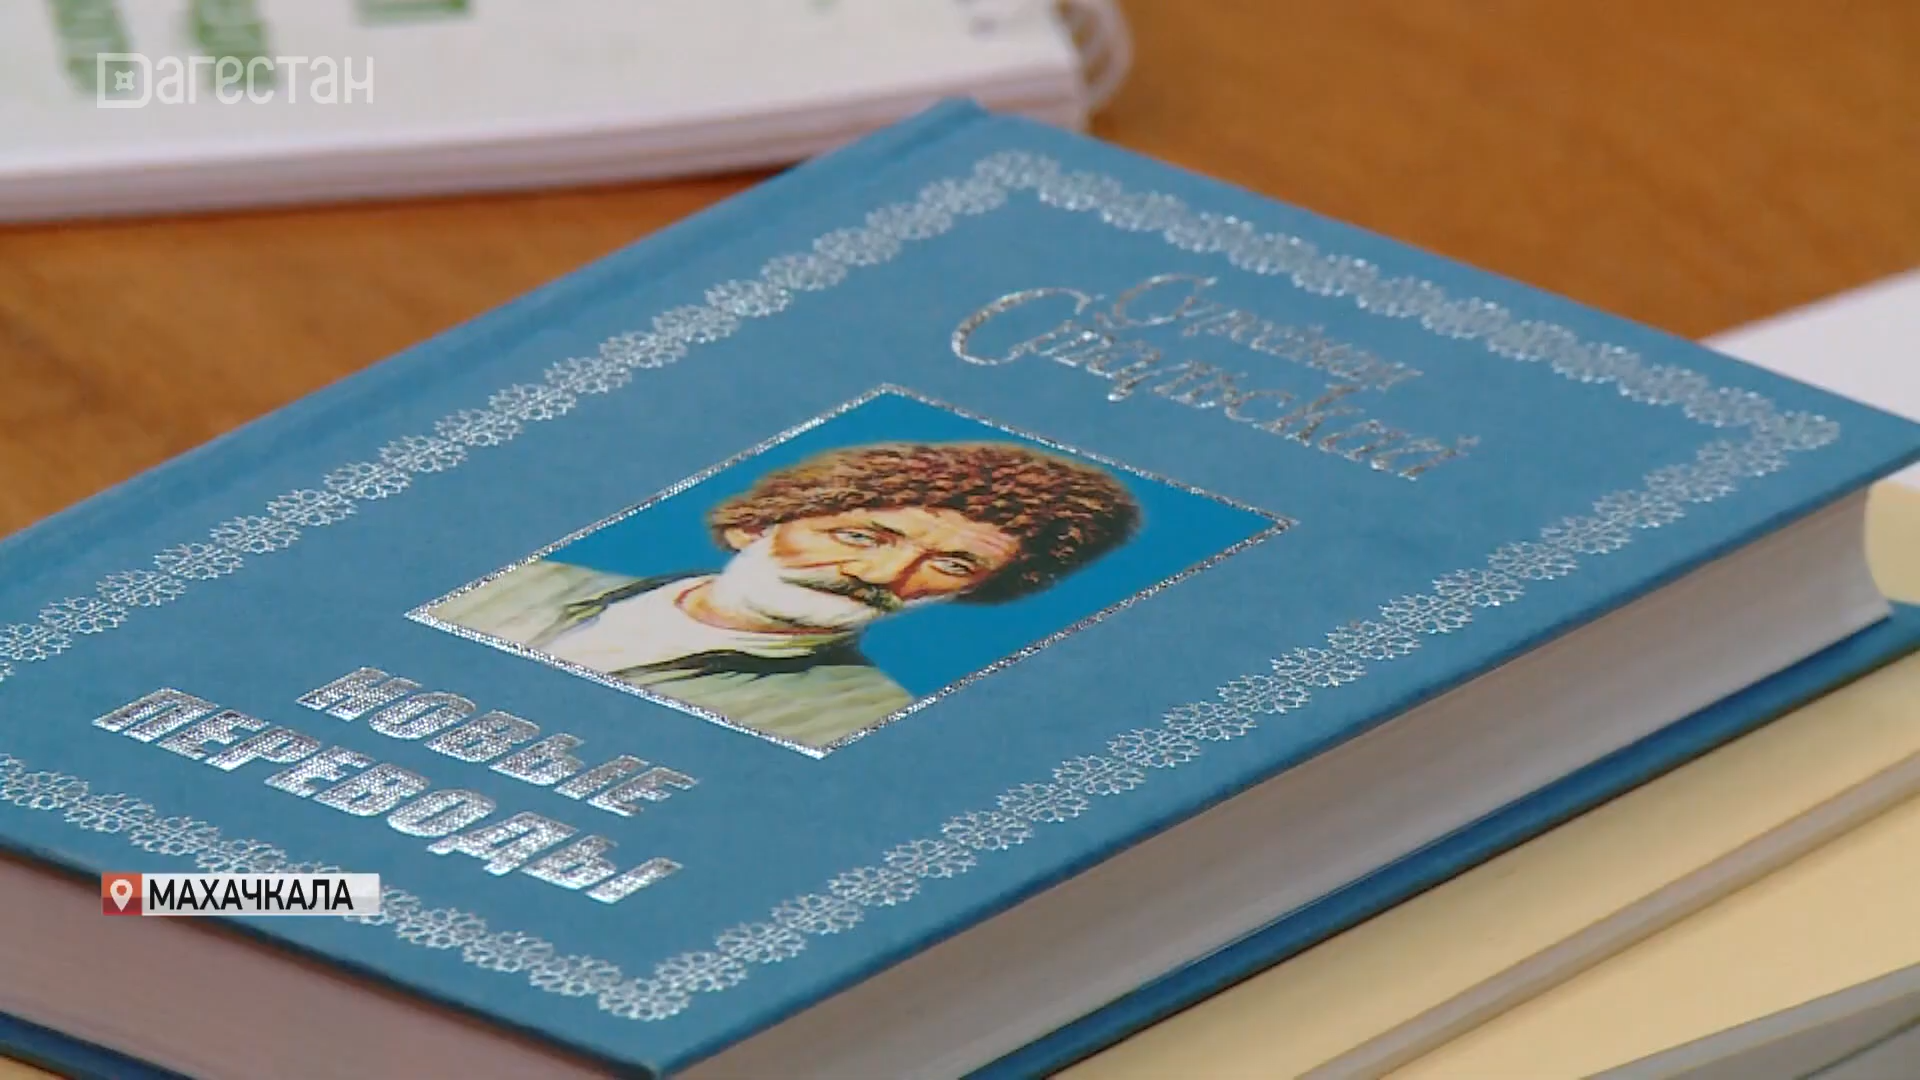 Дагестан
Сулейман
Стальский
НОВЫЕ
ПЕРЕВОДЫ
МАХАЧКАЛА